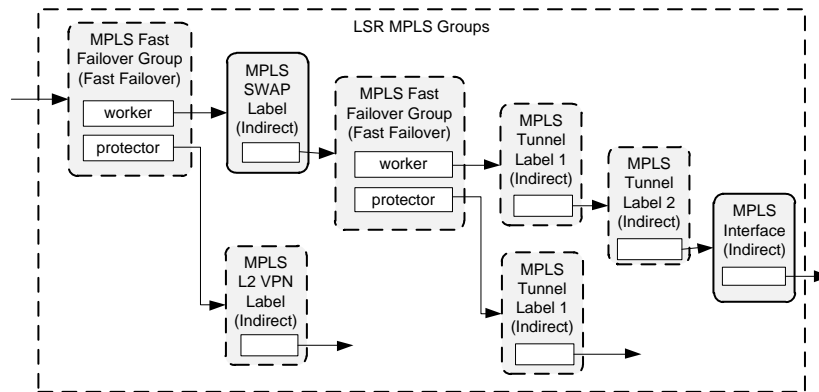 LSR MPLS Groups
MPLS Fast
Failover Group
(Fast Failover)
worker
protector
MPLS
SWAP
Label
(Indirect)
MPLS Fast
Failover Group
(Fast Failover)
worker
protector
MPLS
Tunnel
Label 1
(Indirect)
MPLS
Tunnel
Label 2
(Indirect)
MPLS
Interface
(Indirect)
MPLS
L2 VPN
Label
(Indirect)
MPLS
Tunnel
Label 1
(Indirect)